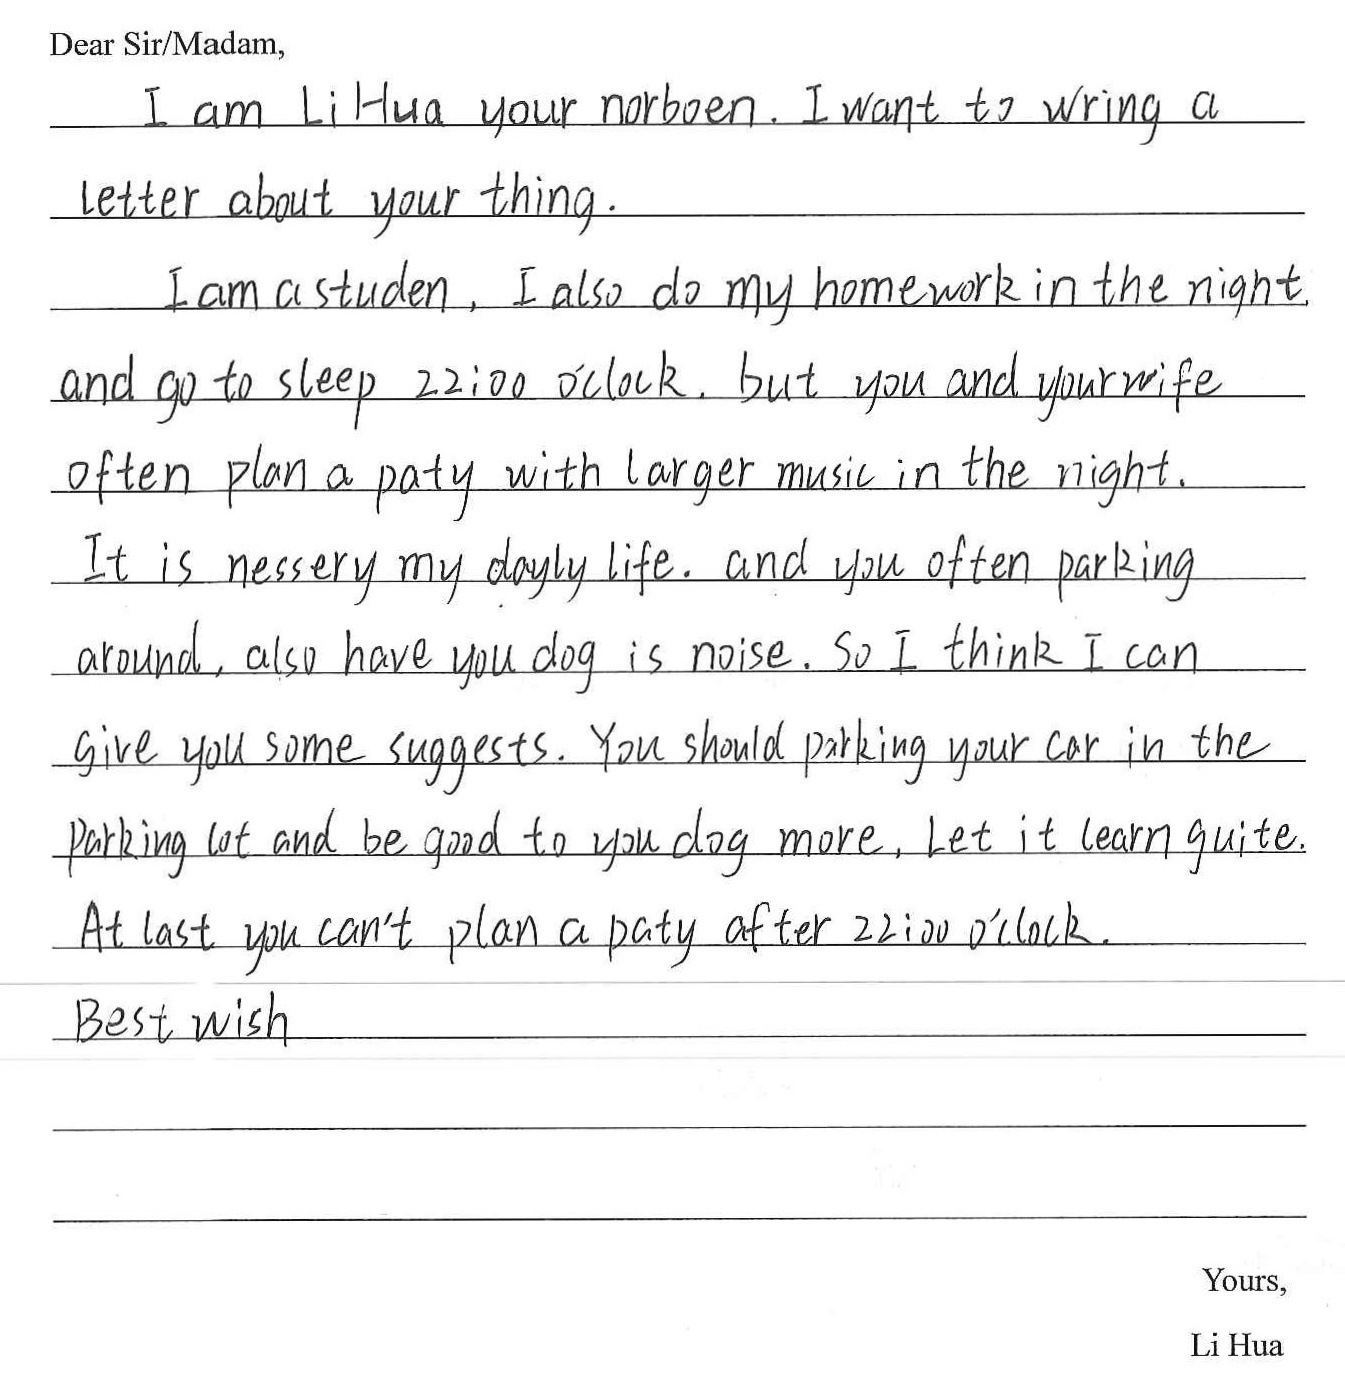 Dear Sir/Madam,
I am Li Hua your norboen. I want to wring a
letter about your thing.
I am a studen, I also do my homework in the night,
and go to sleep 22:00 o'clock. but you and your wife
often plan a paty with larger music in the night.
It is nessery my dayly life. and you often parking
around, also have you dog is noise. So I think I can
give you some suggests. You should parking your car in the
parking lot and be good to you dog more, Let it learn quite.
At last you can't plan a paty after 22:00 o'clock.
Best wish
Yours,
Li Hua